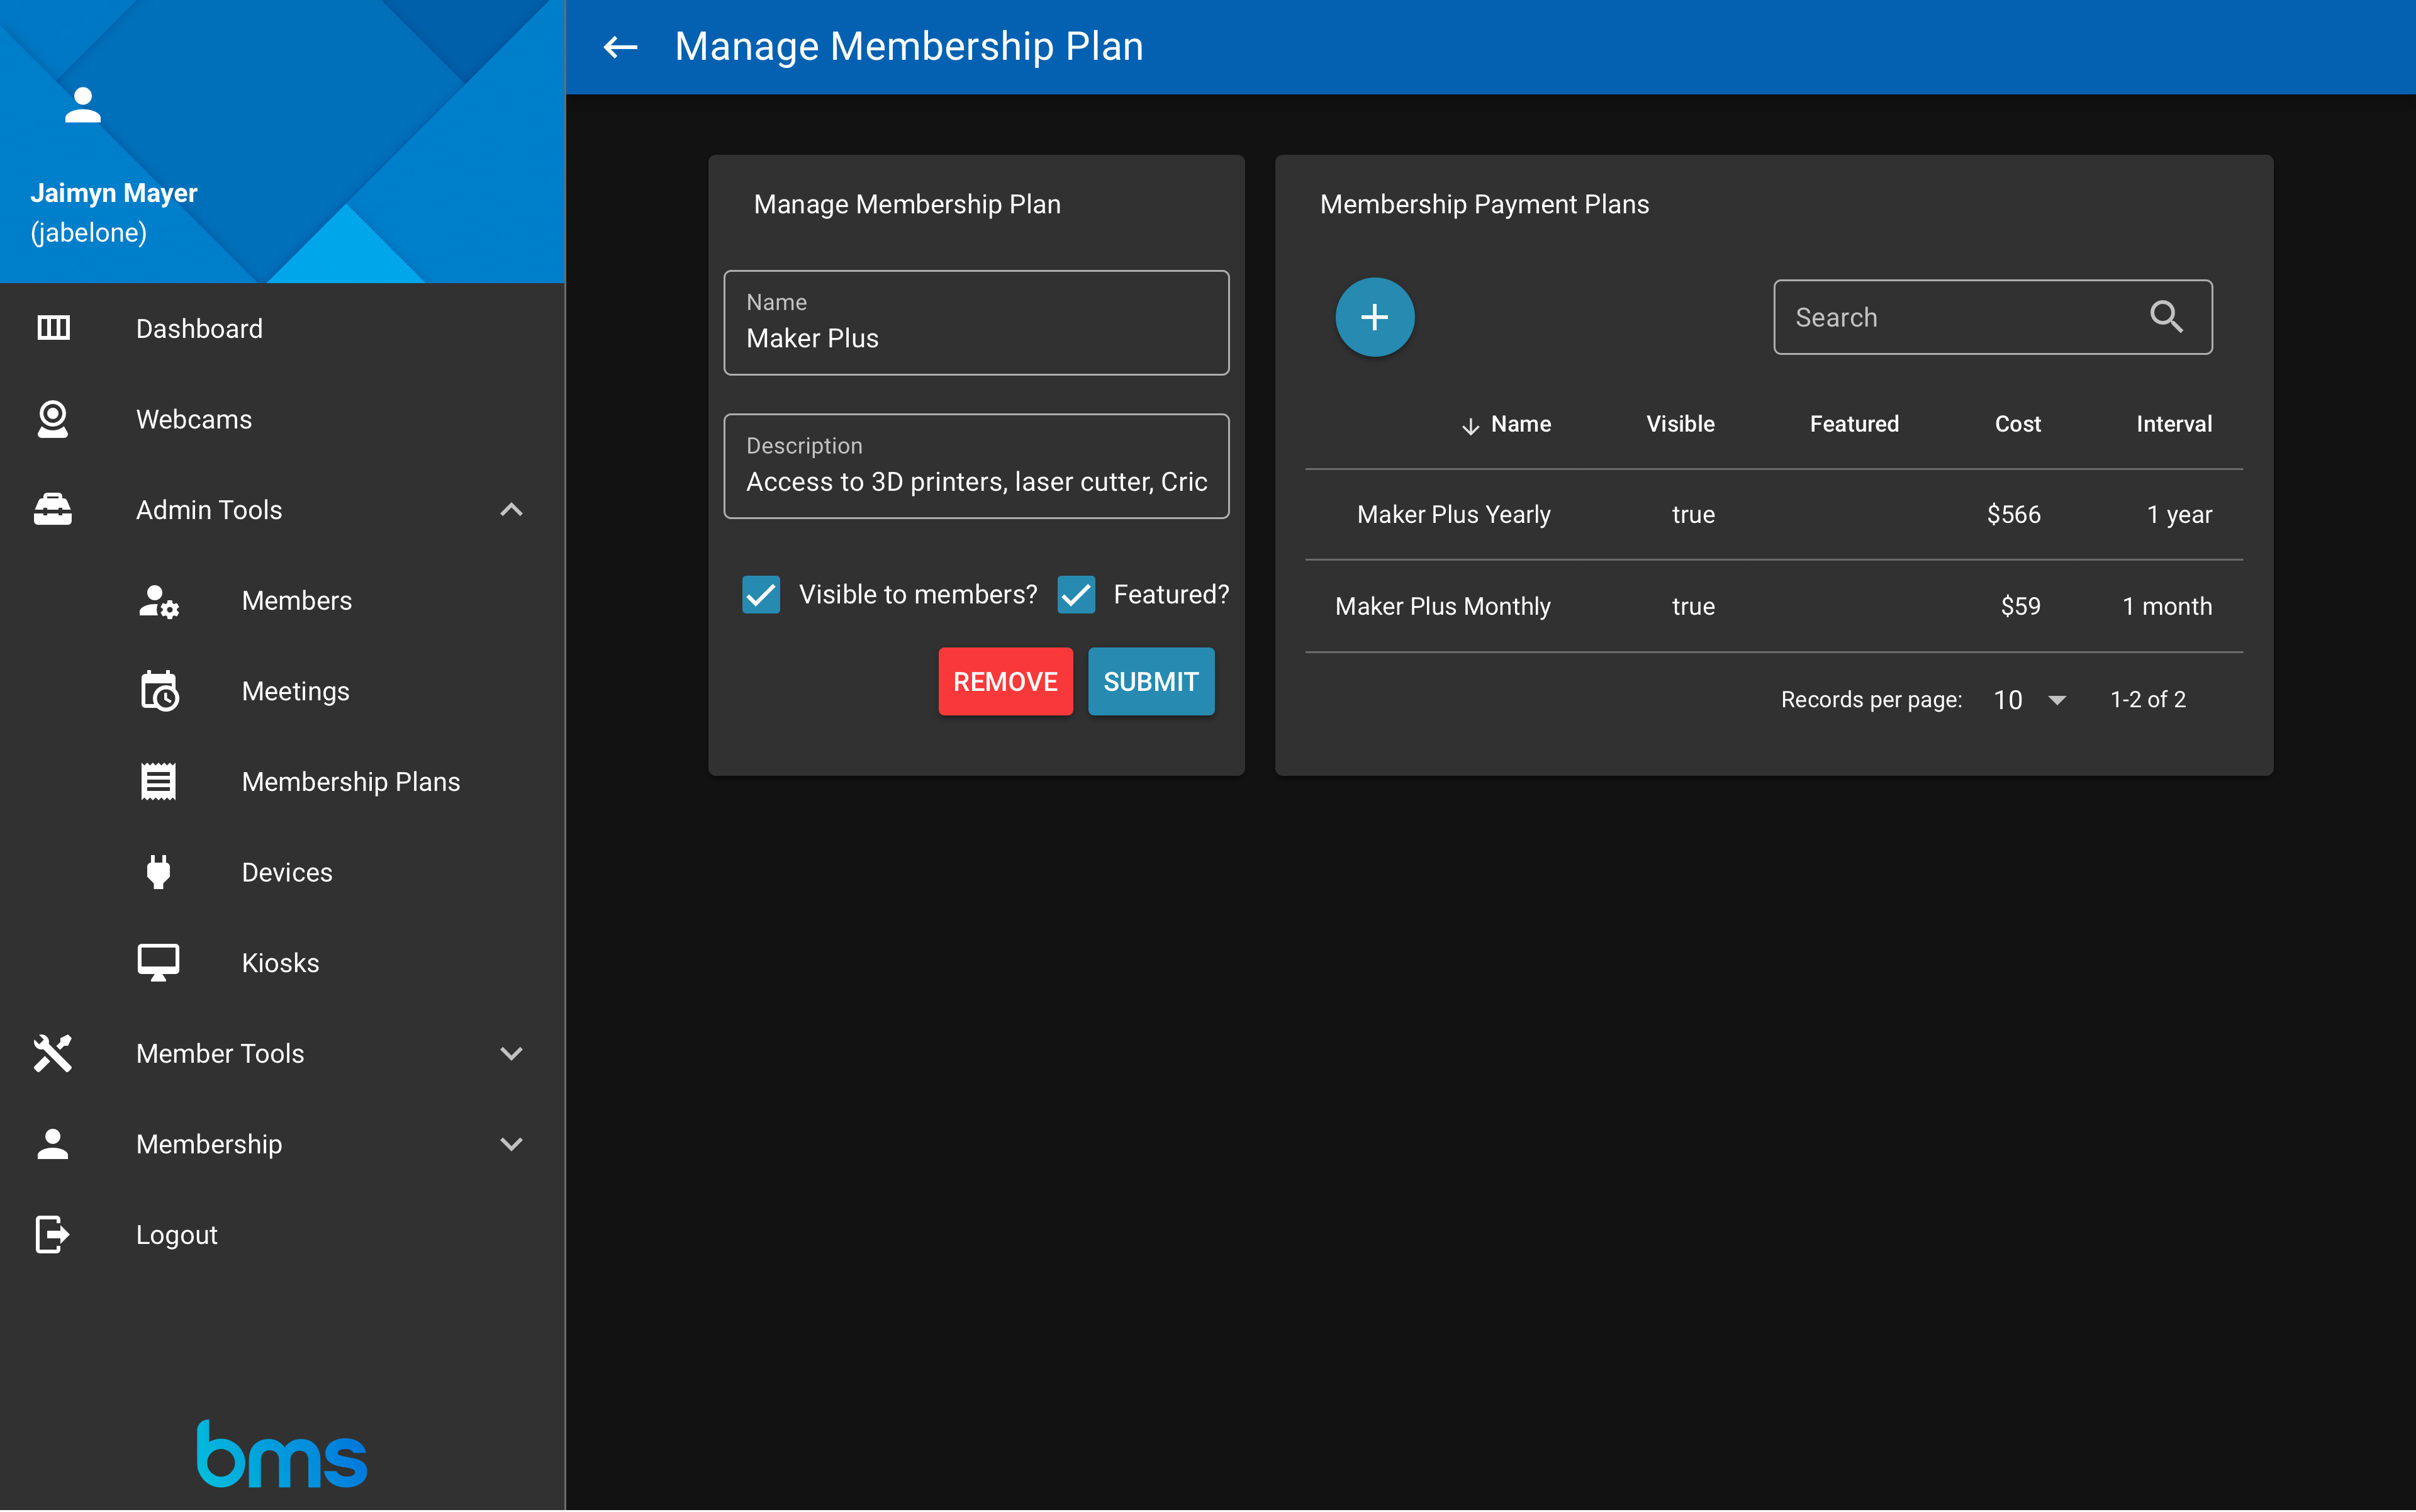 Manage Membership Plan
Jaimyn Mayer
(jabelone)
Dashboard
Webcams
Admin Tools
Members
Meetings
Membership Plans
Devices
Kiosks
Member Tools
Membership
Logout
bms
Manage Membership Plan
Name
Maker Plus
Description
Access to 3D printers, laser cutter, Cric
Visible to members? Featured?
REMOVE SUBMIT
Membership Payment Plans
Search
Name Visible Featured Cost Interval
Maker Plus Yearly true $566 1 year
Maker Plus Monthly true $59 1 month
Records per page: 10 1-2 of 2